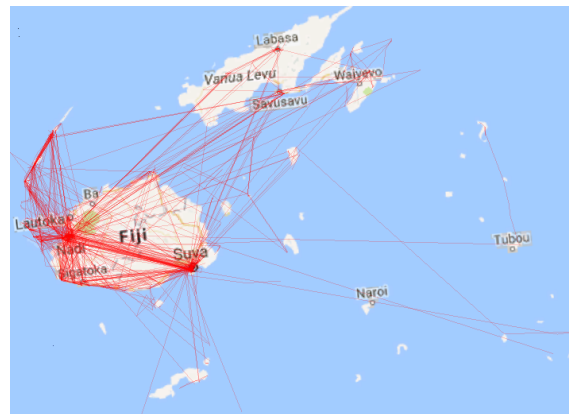 Labasa
Vanua Levu
Waiyevo
Savusavu
Ba
Lautoka
Nadi
Fiji
Suva
Sigatoka
Tubou
Naroi